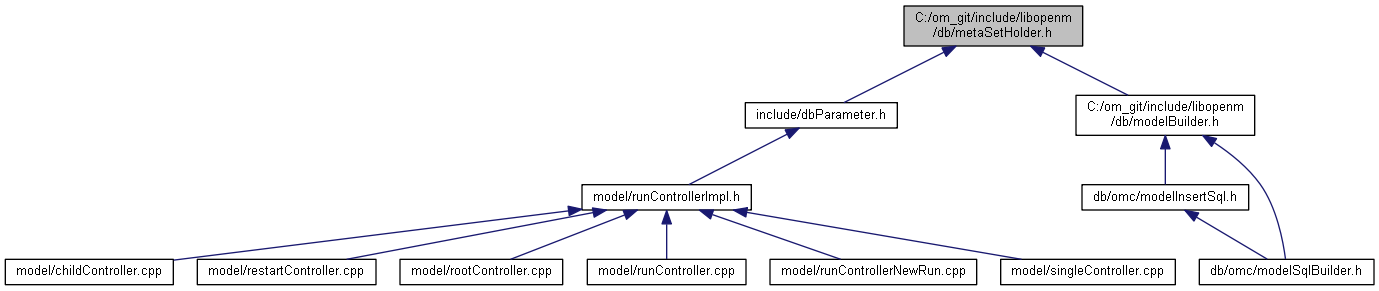 C:/om_git/include/libopenm
/db/metaSetHolder.h
include/dbParameter.h
C:/om_git/include/libopenm
/db/modelBuilder.h
model/runControllerImpl.h
db/omc/modelInsertSql.h
model/childController.cpp
model/restartController.cpp
model/rootController.cpp
model/runController.cpp
model/runControllerNewRun.cpp
model/singleController.cpp
db/omc/modelSqlBuilder.h